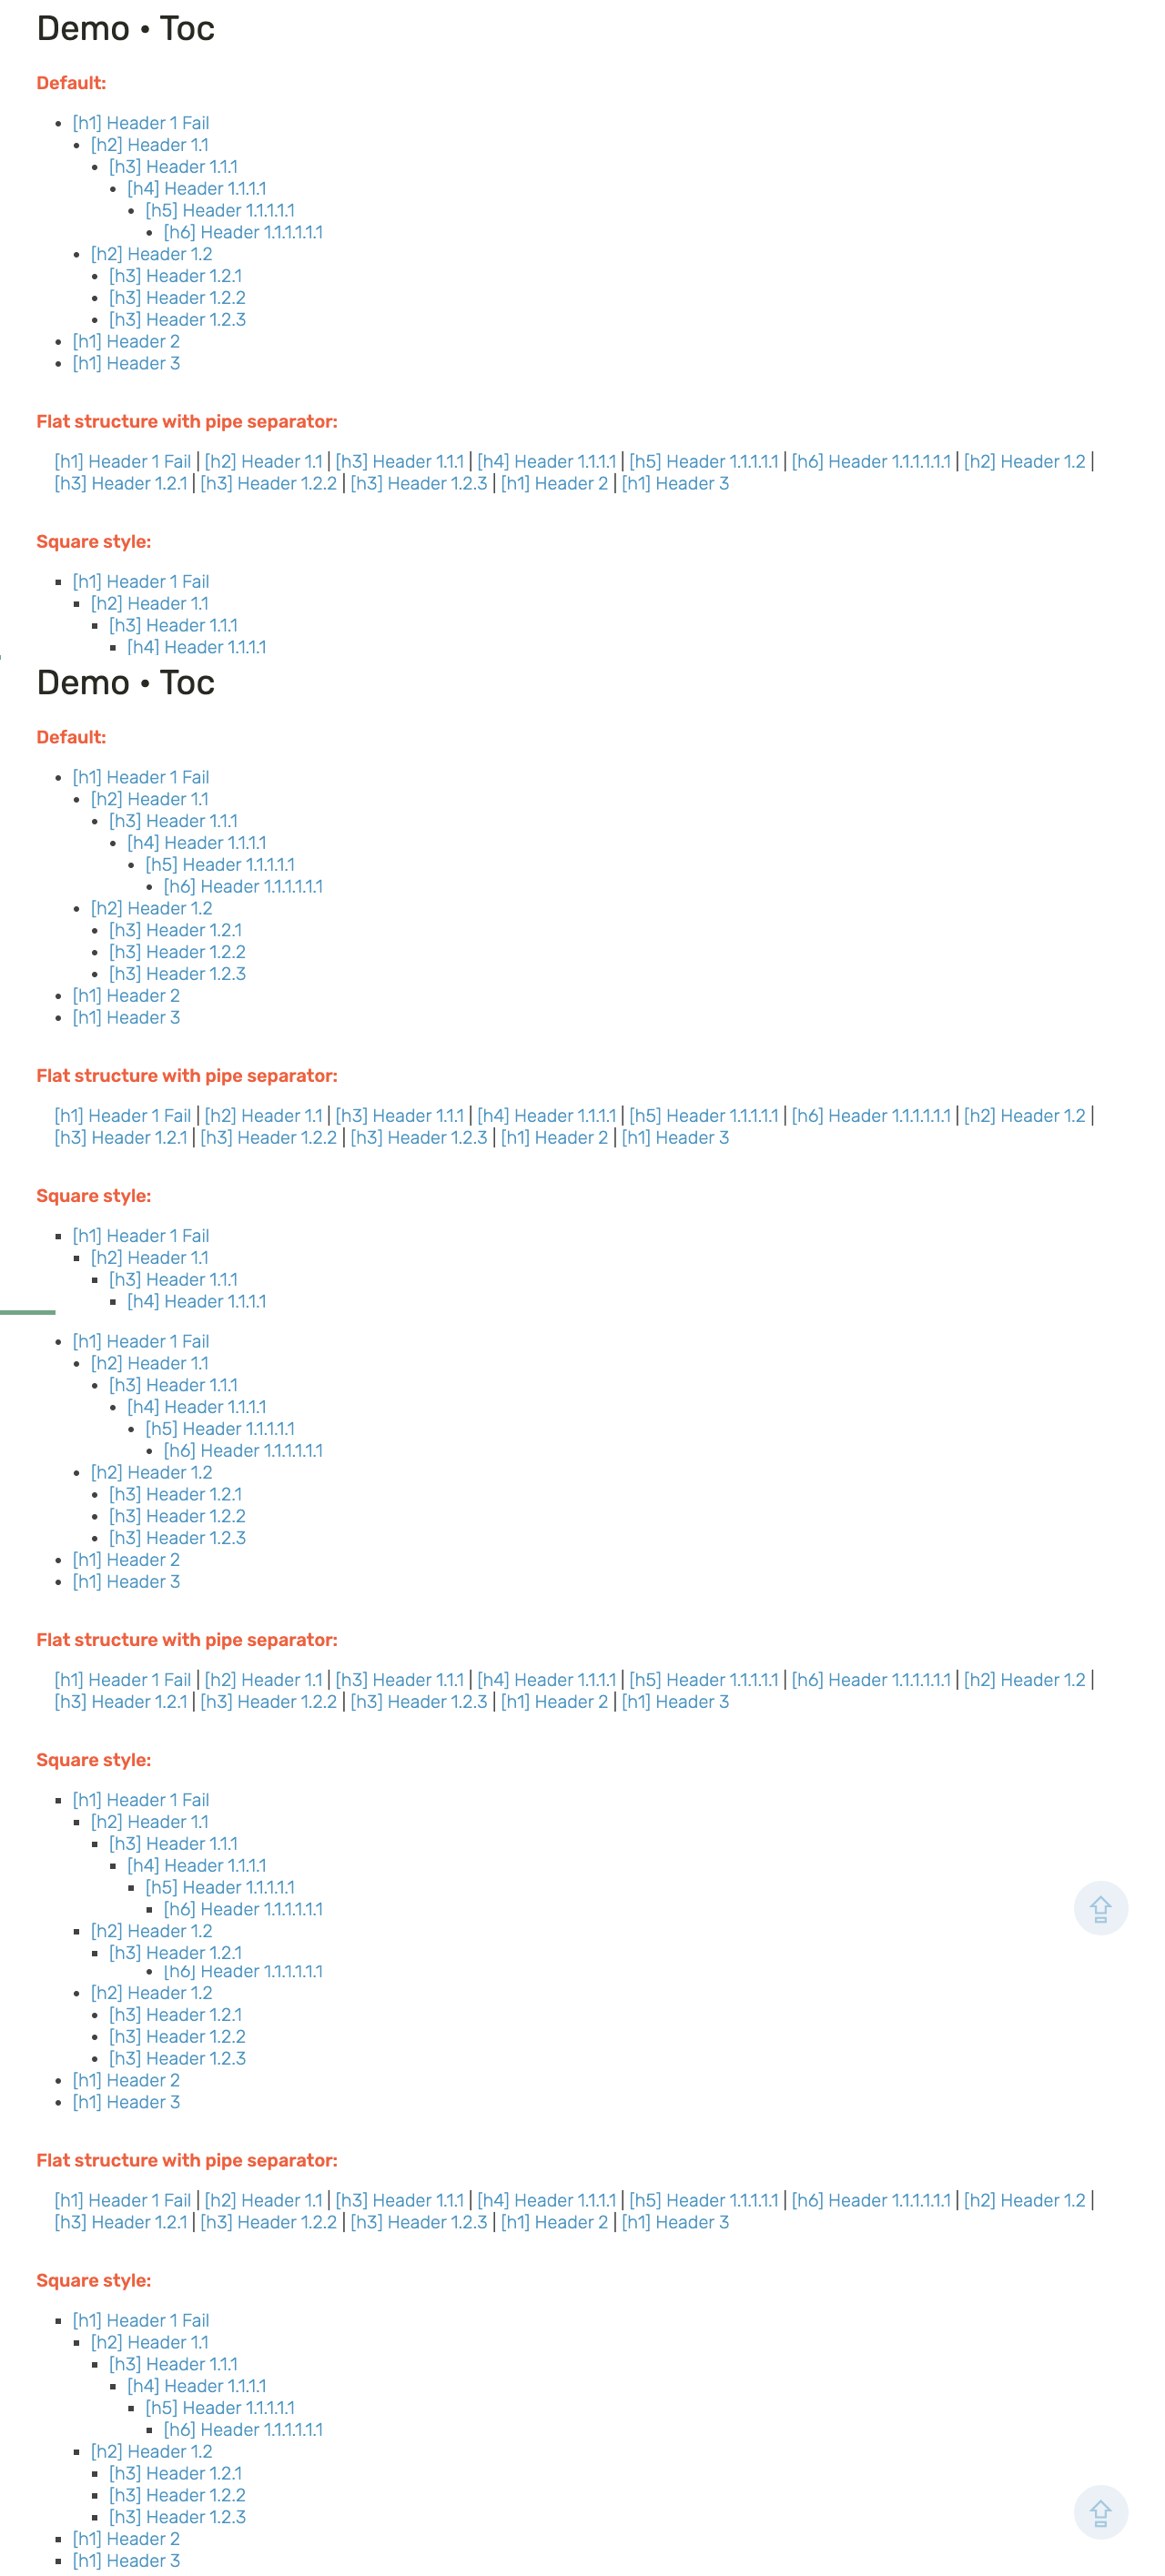 Demo • Toc
Default:
• [h1] Header 1 Fail
• [h2] Header 1.1
• [h3] Header 1.1.1
• [h4] Header 1.1.1.1
• [h5] Header 1.1.1.1.1
• [h6] Header 1.1.1.1.1.1
• [h2] Header 1.2
• [h3] Header 1.2.1
• [h3] Header 1.2.2
• [h3] Header 1.2.3
• [h1] Header 2
• [h1] Header 3
Flat structure with pipe separator:
[h1] Header 1 Fail | [h2] Header 1.1 | [h3] Header 1.1.1 | [h4] Header 1.1.1.1 | [h5] Header 1.1.1.1.1 | [h6] Header 1.1.1.1.1.1 | [h2] Header 1.2 |
[h3] Header 1.2.1 | [h3] Header 1.2.2 | [h3] Header 1.2.3 | [h1] Header 2 | [h1] Header 3
Square style:
▪ [h1] Header 1 Fail
▪ [h2] Header 1.1
▪ [h3] Header 1.1.1
▪ [h4] Header 1.1.1.1
Demo • Toc
Default:
• [h1] Header 1 Fail
• [h2] Header 1.1
• [h3] Header 1.1.1
• [h4] Header 1.1.1.1
• [h5] Header 1.1.1.1.1
• [h6] Header 1.1.1.1.1.1
• [h2] Header 1.2
• [h3] Header 1.2.1
• [h3] Header 1.2.2
• [h3] Header 1.2.3
• [h1] Header 2
• [h1] Header 3
Flat structure with pipe separator:
[h1] Header 1 Fail | [h2] Header 1.1 | [h3] Header 1.1.1 | [h4] Header 1.1.1.1 | [h5] Header 1.1.1.1.1 | [h6] Header 1.1.1.1.1.1 | [h2] Header 1.2 |
[h3] Header 1.2.1 | [h3] Header 1.2.2 | [h3] Header 1.2.3 | [h1] Header 2 | [h1] Header 3
Square style:
▪ [h1] Header 1 Fail
▪ [h2] Header 1.1
▪ [h3] Header 1.1.1
▪ [h4] Header 1.1.1.1
• [h1] Header 1 Fail
• [h2] Header 1.1
• [h3] Header 1.1.1
• [h4] Header 1.1.1.1
• [h5] Header 1.1.1.1.1
• [h6] Header 1.1.1.1.1.1
• [h2] Header 1.2
• [h3] Header 1.2.1
• [h3] Header 1.2.2
• [h3] Header 1.2.3
• [h1] Header 2
• [h1] Header 3
Flat structure with pipe separator:
[h1] Header 1 Fail | [h2] Header 1.1 | [h3] Header 1.1.1 | [h4] Header 1.1.1.1 | [h5] Header 1.1.1.1.1 | [h6] Header 1.1.1.1.1.1 | [h2] Header 1.2 |
[h3] Header 1.2.1 | [h3] Header 1.2.2 | [h3] Header 1.2.3 | [h1] Header 2 | [h1] Header 3
Square style:
▪ [h1] Header 1 Fail
▪ [h2] Header 1.1
▪ [h3] Header 1.1.1
▪ [h4] Header 1.1.1.1
▪ [h5] Header 1.1.1.1.1
▪ [h6] Header 1.1.1.1.1.1
▪ [h2] Header 1.2
▪ [h3] Header 1.2.1
• [h6] Header 1.1.1.1.1.1
• [h2] Header 1.2
• [h3] Header 1.2.1
• [h3] Header 1.2.2
• [h3] Header 1.2.3
• [h1] Header 2
• [h1] Header 3
Flat structure with pipe separator:
[h1] Header 1 Fail | [h2] Header 1.1 | [h3] Header 1.1.1 | [h4] Header 1.1.1.1 | [h5] Header 1.1.1.1.1 | [h6] Header 1.1.1.1.1.1 | [h2] Header 1.2 |
[h3] Header 1.2.1 | [h3] Header 1.2.2 | [h3] Header 1.2.3 | [h1] Header 2 | [h1] Header 3
Square style:
▪ [h1] Header 1 Fail
▪ [h2] Header 1.1
▪ [h3] Header 1.1.1
▪ [h4] Header 1.1.1.1
▪ [h5] Header 1.1.1.1.1
▪ [h6] Header 1.1.1.1.1.1
▪ [h2] Header 1.2
▪ [h3] Header 1.2.1
▪ [h3] Header 1.2.2
▪ [h3] Header 1.2.3
▪ [h1] Header 2
▪ [h1] Header 3